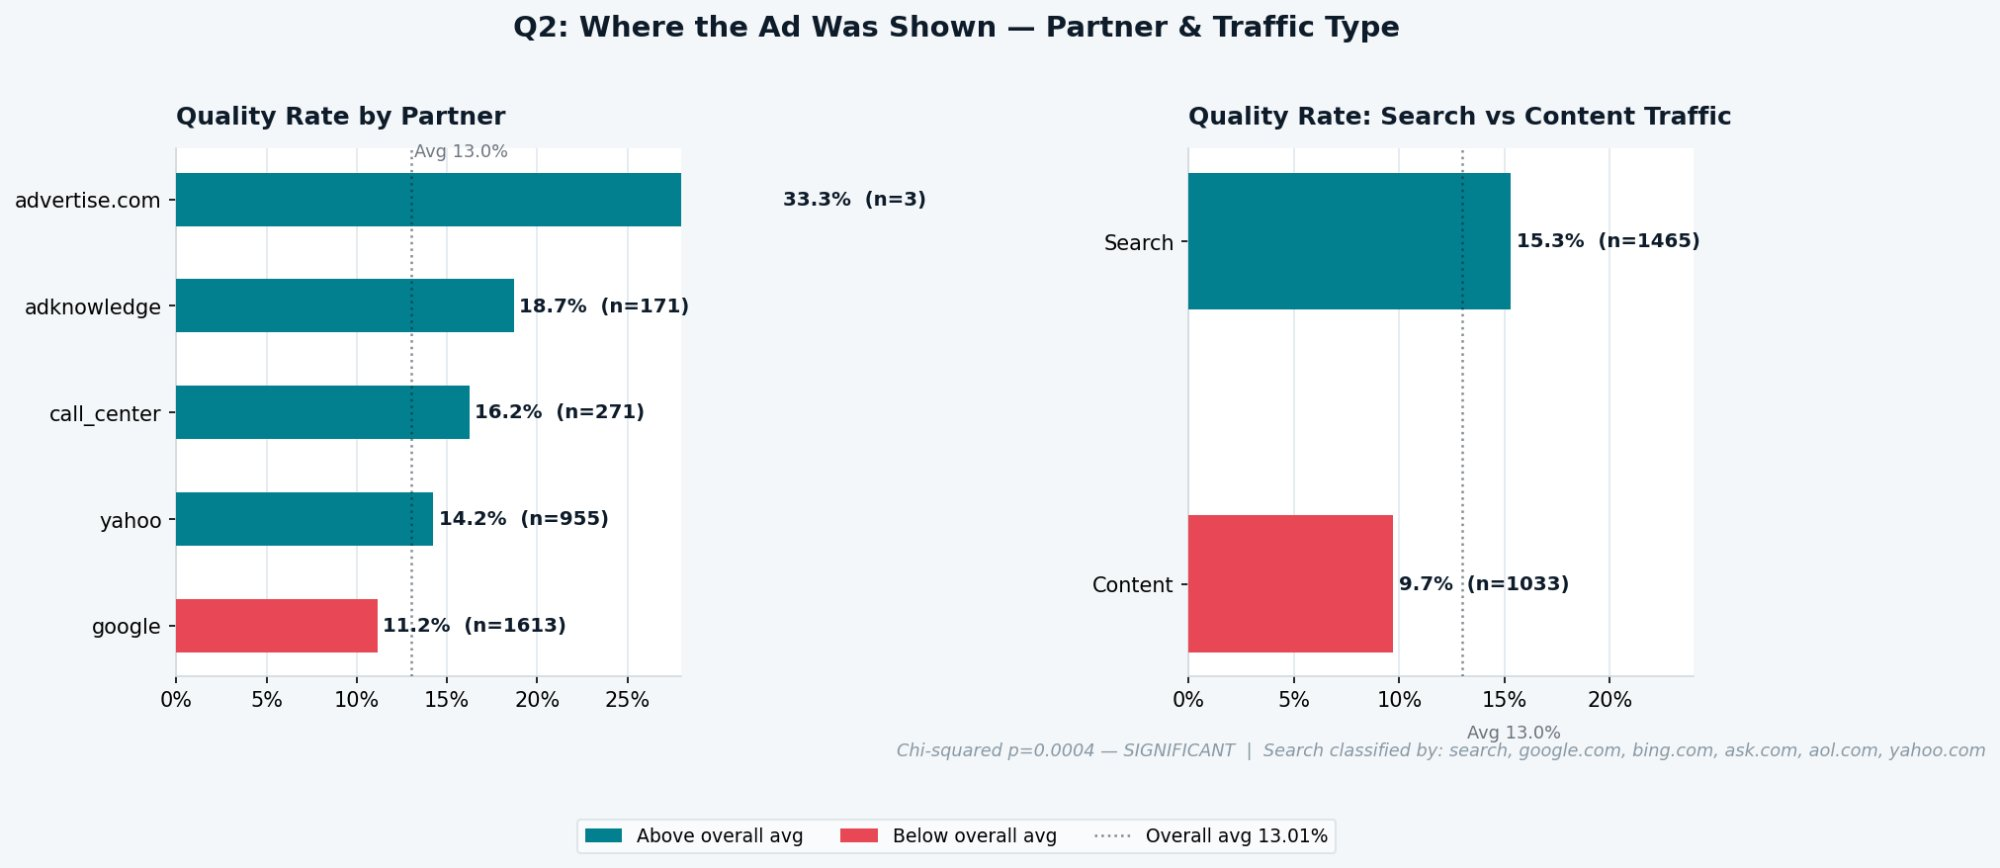 Q2: Where the Ad Was Shown — Partner & Traffic Type
Quality Rate by Partner
Avg 13.0%
advertise.com
33.3%  (n=3)
adknowledge
18.7%  (n=171)
call_center
16.2%  (n=271)
yahoo
14.2%  (n=955)
google
11.2%  (n=1613)
0% 5% 10% 15% 20% 25%
Quality Rate: Search vs Content Traffic
Search
15.3%  (n=1465)
Content
9.7%  (n=1033)
0% 5% 10% 15% 20%
Avg 13.0%
Chi-squared p=0.0004 — SIGNIFICANT  |  Search classified by: search, google.com, bing.com, ask.com, aol.com, yahoo.com
Above overall avg
Below overall avg
Overall avg 13.01%